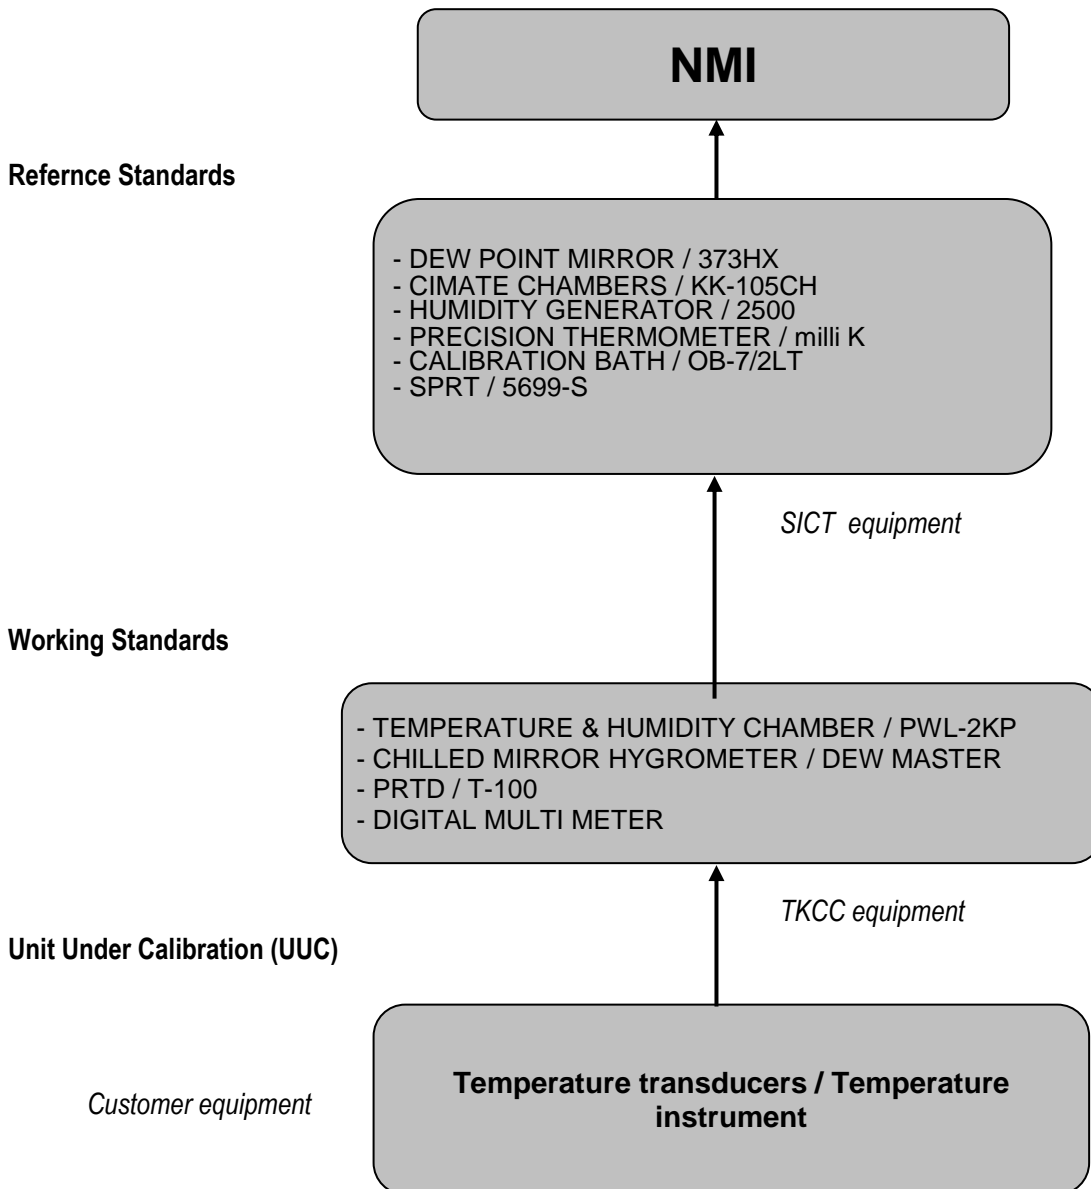 NMI
Refernce Standards
- DEW POINT MIRROR / 373HX
- CIMATE CHAMBERS / KK-105CH
- HUMIDITY GENERATOR / 2500
- PRECISION THERMOMETER / milli K
- CALIBRATION BATH / OB-7/2LT
- SPRT / 5699-S
SICT equipment
Working Standards
- TEMPERATURE & HUMIDITY CHAMBER / PWL-2KP
- CHILLED MIRROR HYGROMETER / DEW MASTER
- PRTD / T-100
- DIGITAL MULTI METER
TKCC equipment
Unit Under Calibration (UUC)
Temperature transducers / Temperature
instrument
Customer equipment